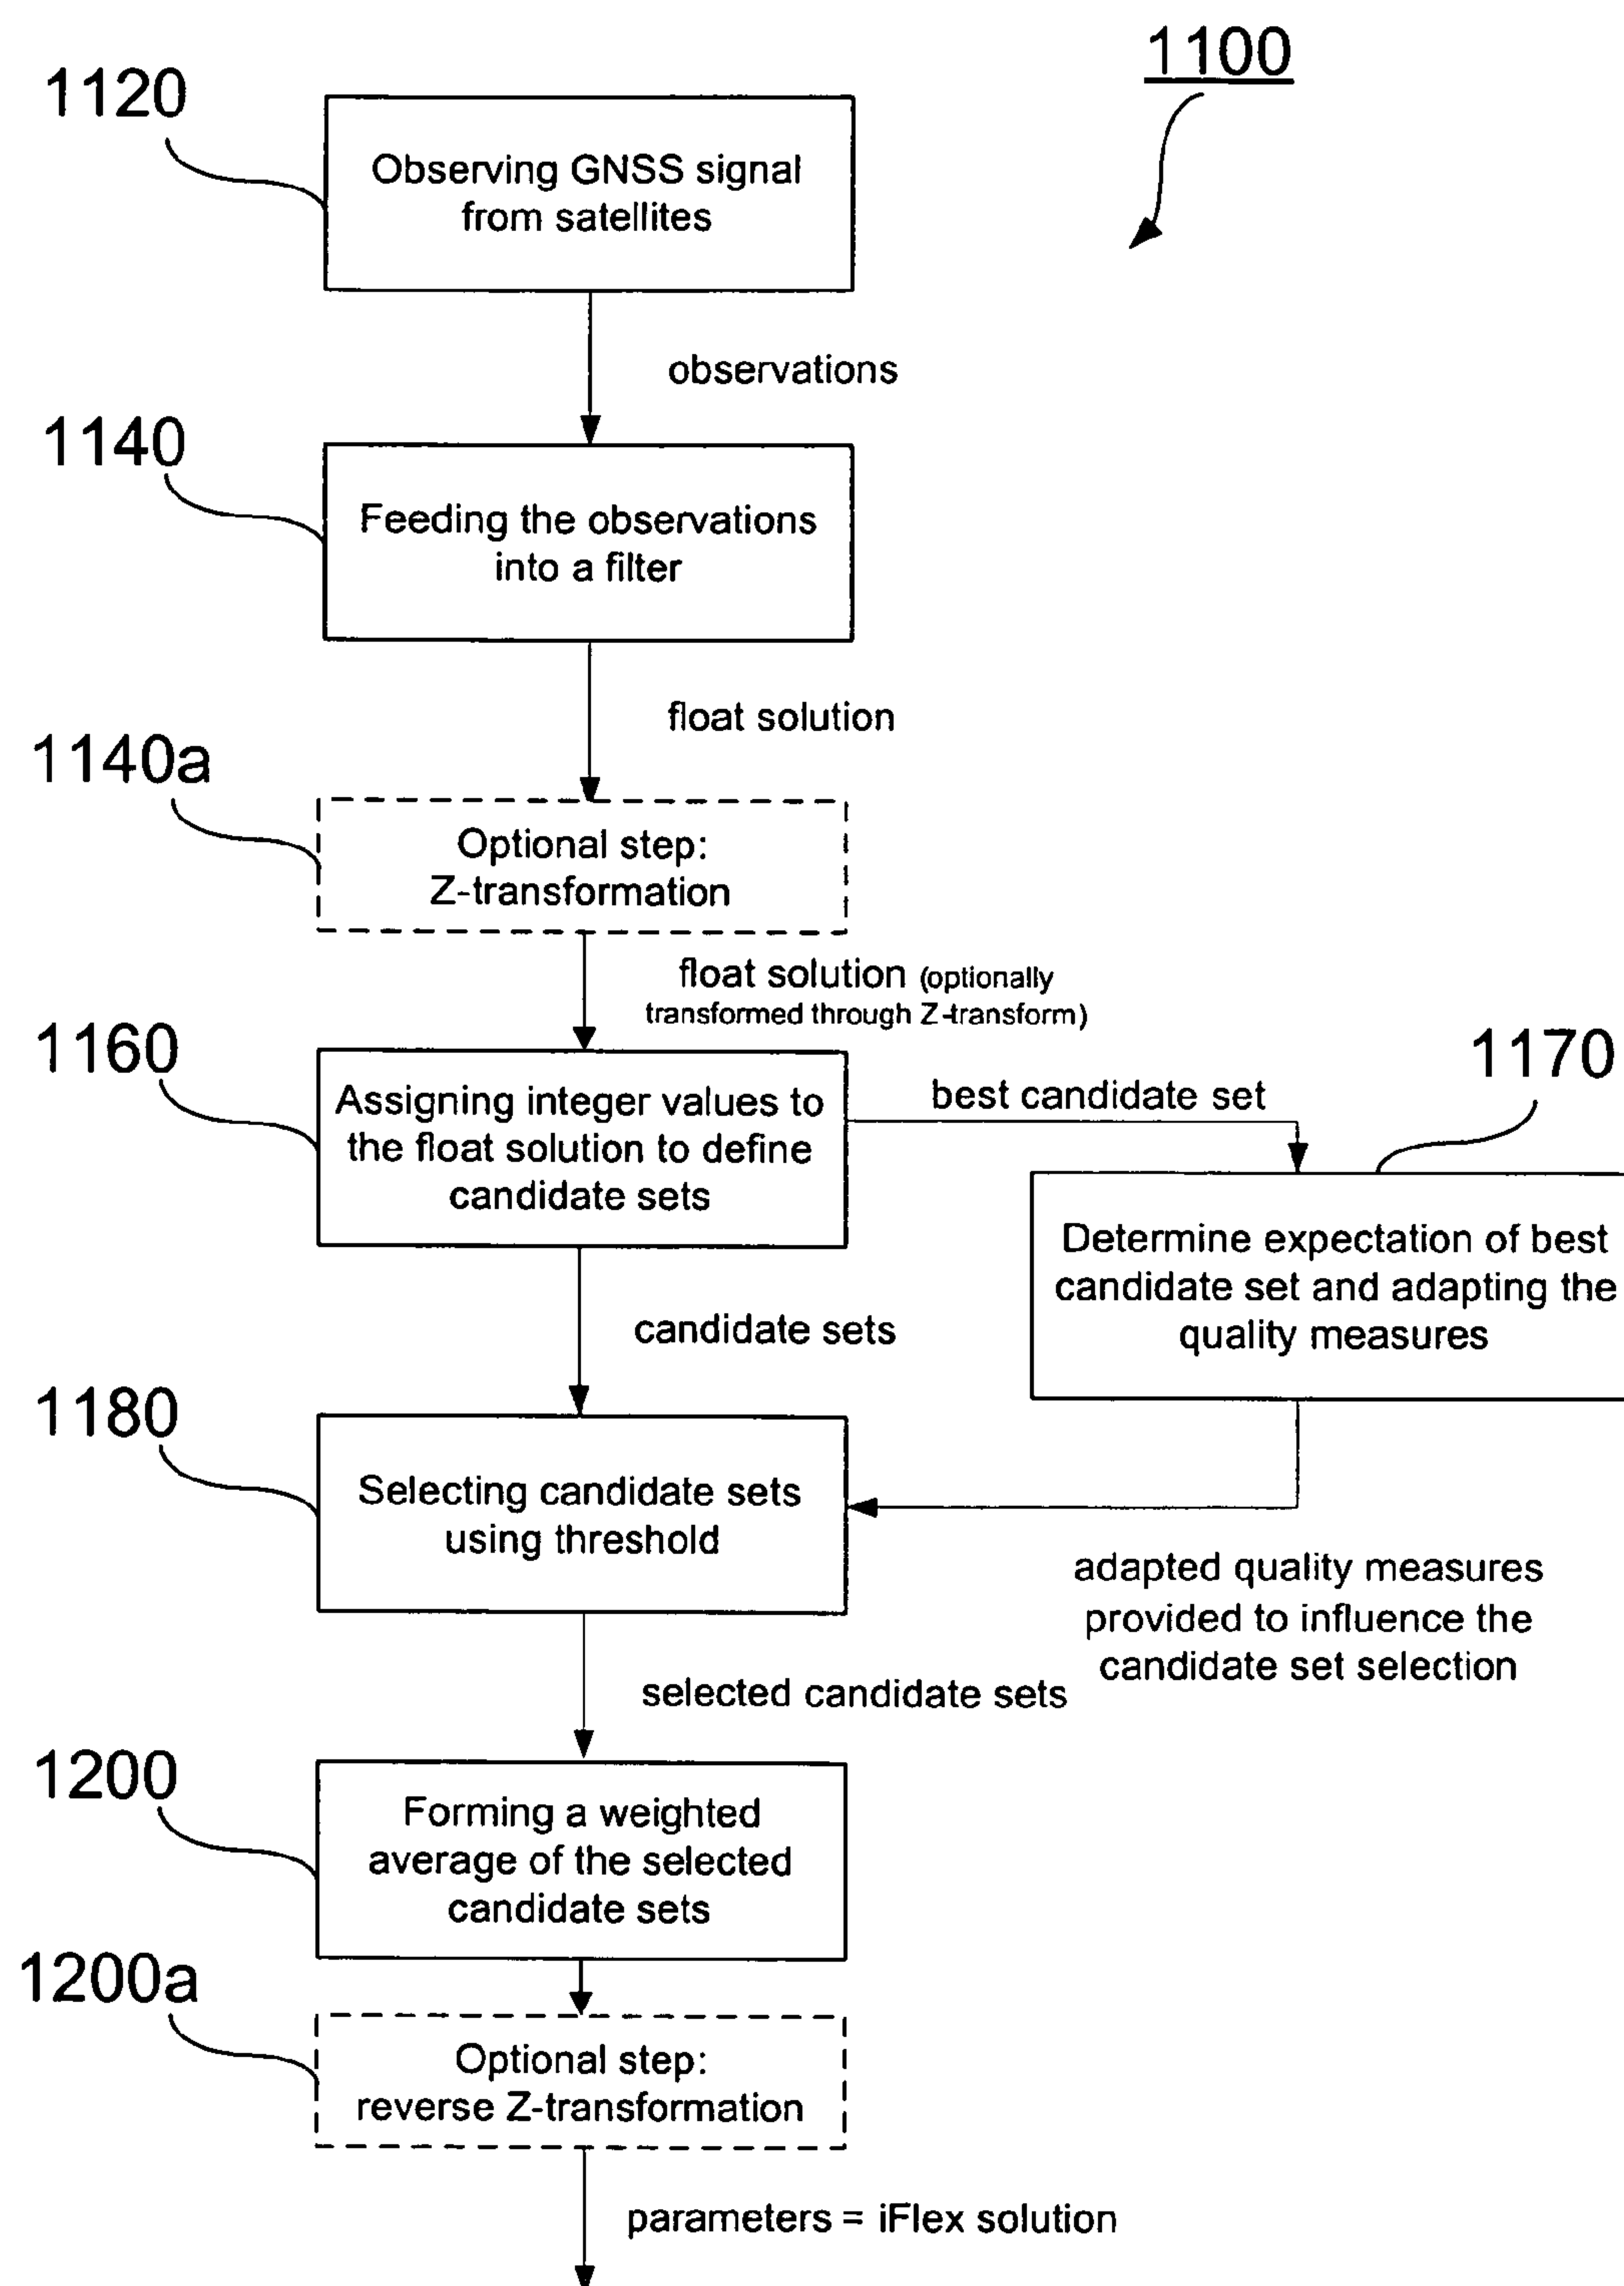 1100
1120
Observing GNSS signal
from satellites
observations
1140
Feeding the observations
into a filter
float solution
1140a
Optional step:
Z-transformation
float solution (optionally
transformed through Z-transform)
1160
Assigning integer values to
the float solution to define
candidate sets
best candidate set
1170
Determine expectation of best
candidate set and adapting the
quality measures
candidate sets
1180
Selecting candidate sets
using threshold
adapted quality measures
provided to influence the
candidate set selection
selected candidate sets
1200
Forming a weighted
average of the selected
candidate sets
1200a
Optional step:
reverse Z-transformation
parameters = iFlex solution